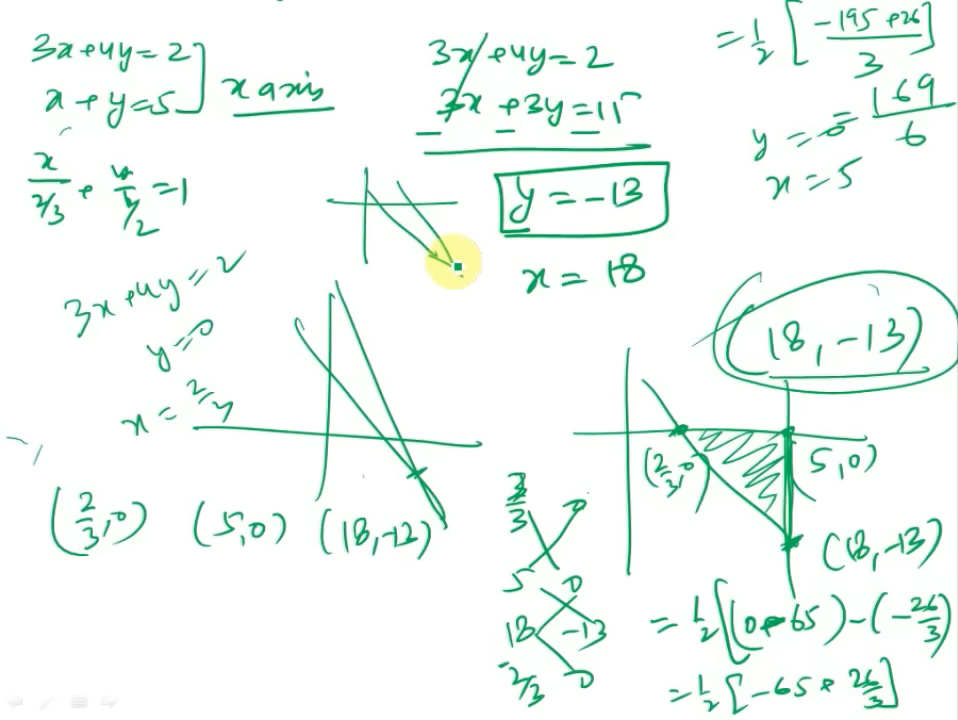 3x + 4y = 2
x + y = 5 ] x axis
x/(2/3) + y/(1/2) = 1
3x + 4y = 2
y = 0
x = 2/3
(2/3, 0) (5, 0) (18, -13)
3x + 4y = 2
3x + 3y = 15
y = -13
x = 18
= 1/2 [ (-195 + 26)/3 ]
= 169/6
y = 0
x = 5
(18, -13)
(2/3, 0)
5, 0)
(18, -13)
2/3 0
5 0
18 -13
2/3 0
= 1/2 [(0 - 65) - (-26/3)
= 1/2 [-65 + 26/3]